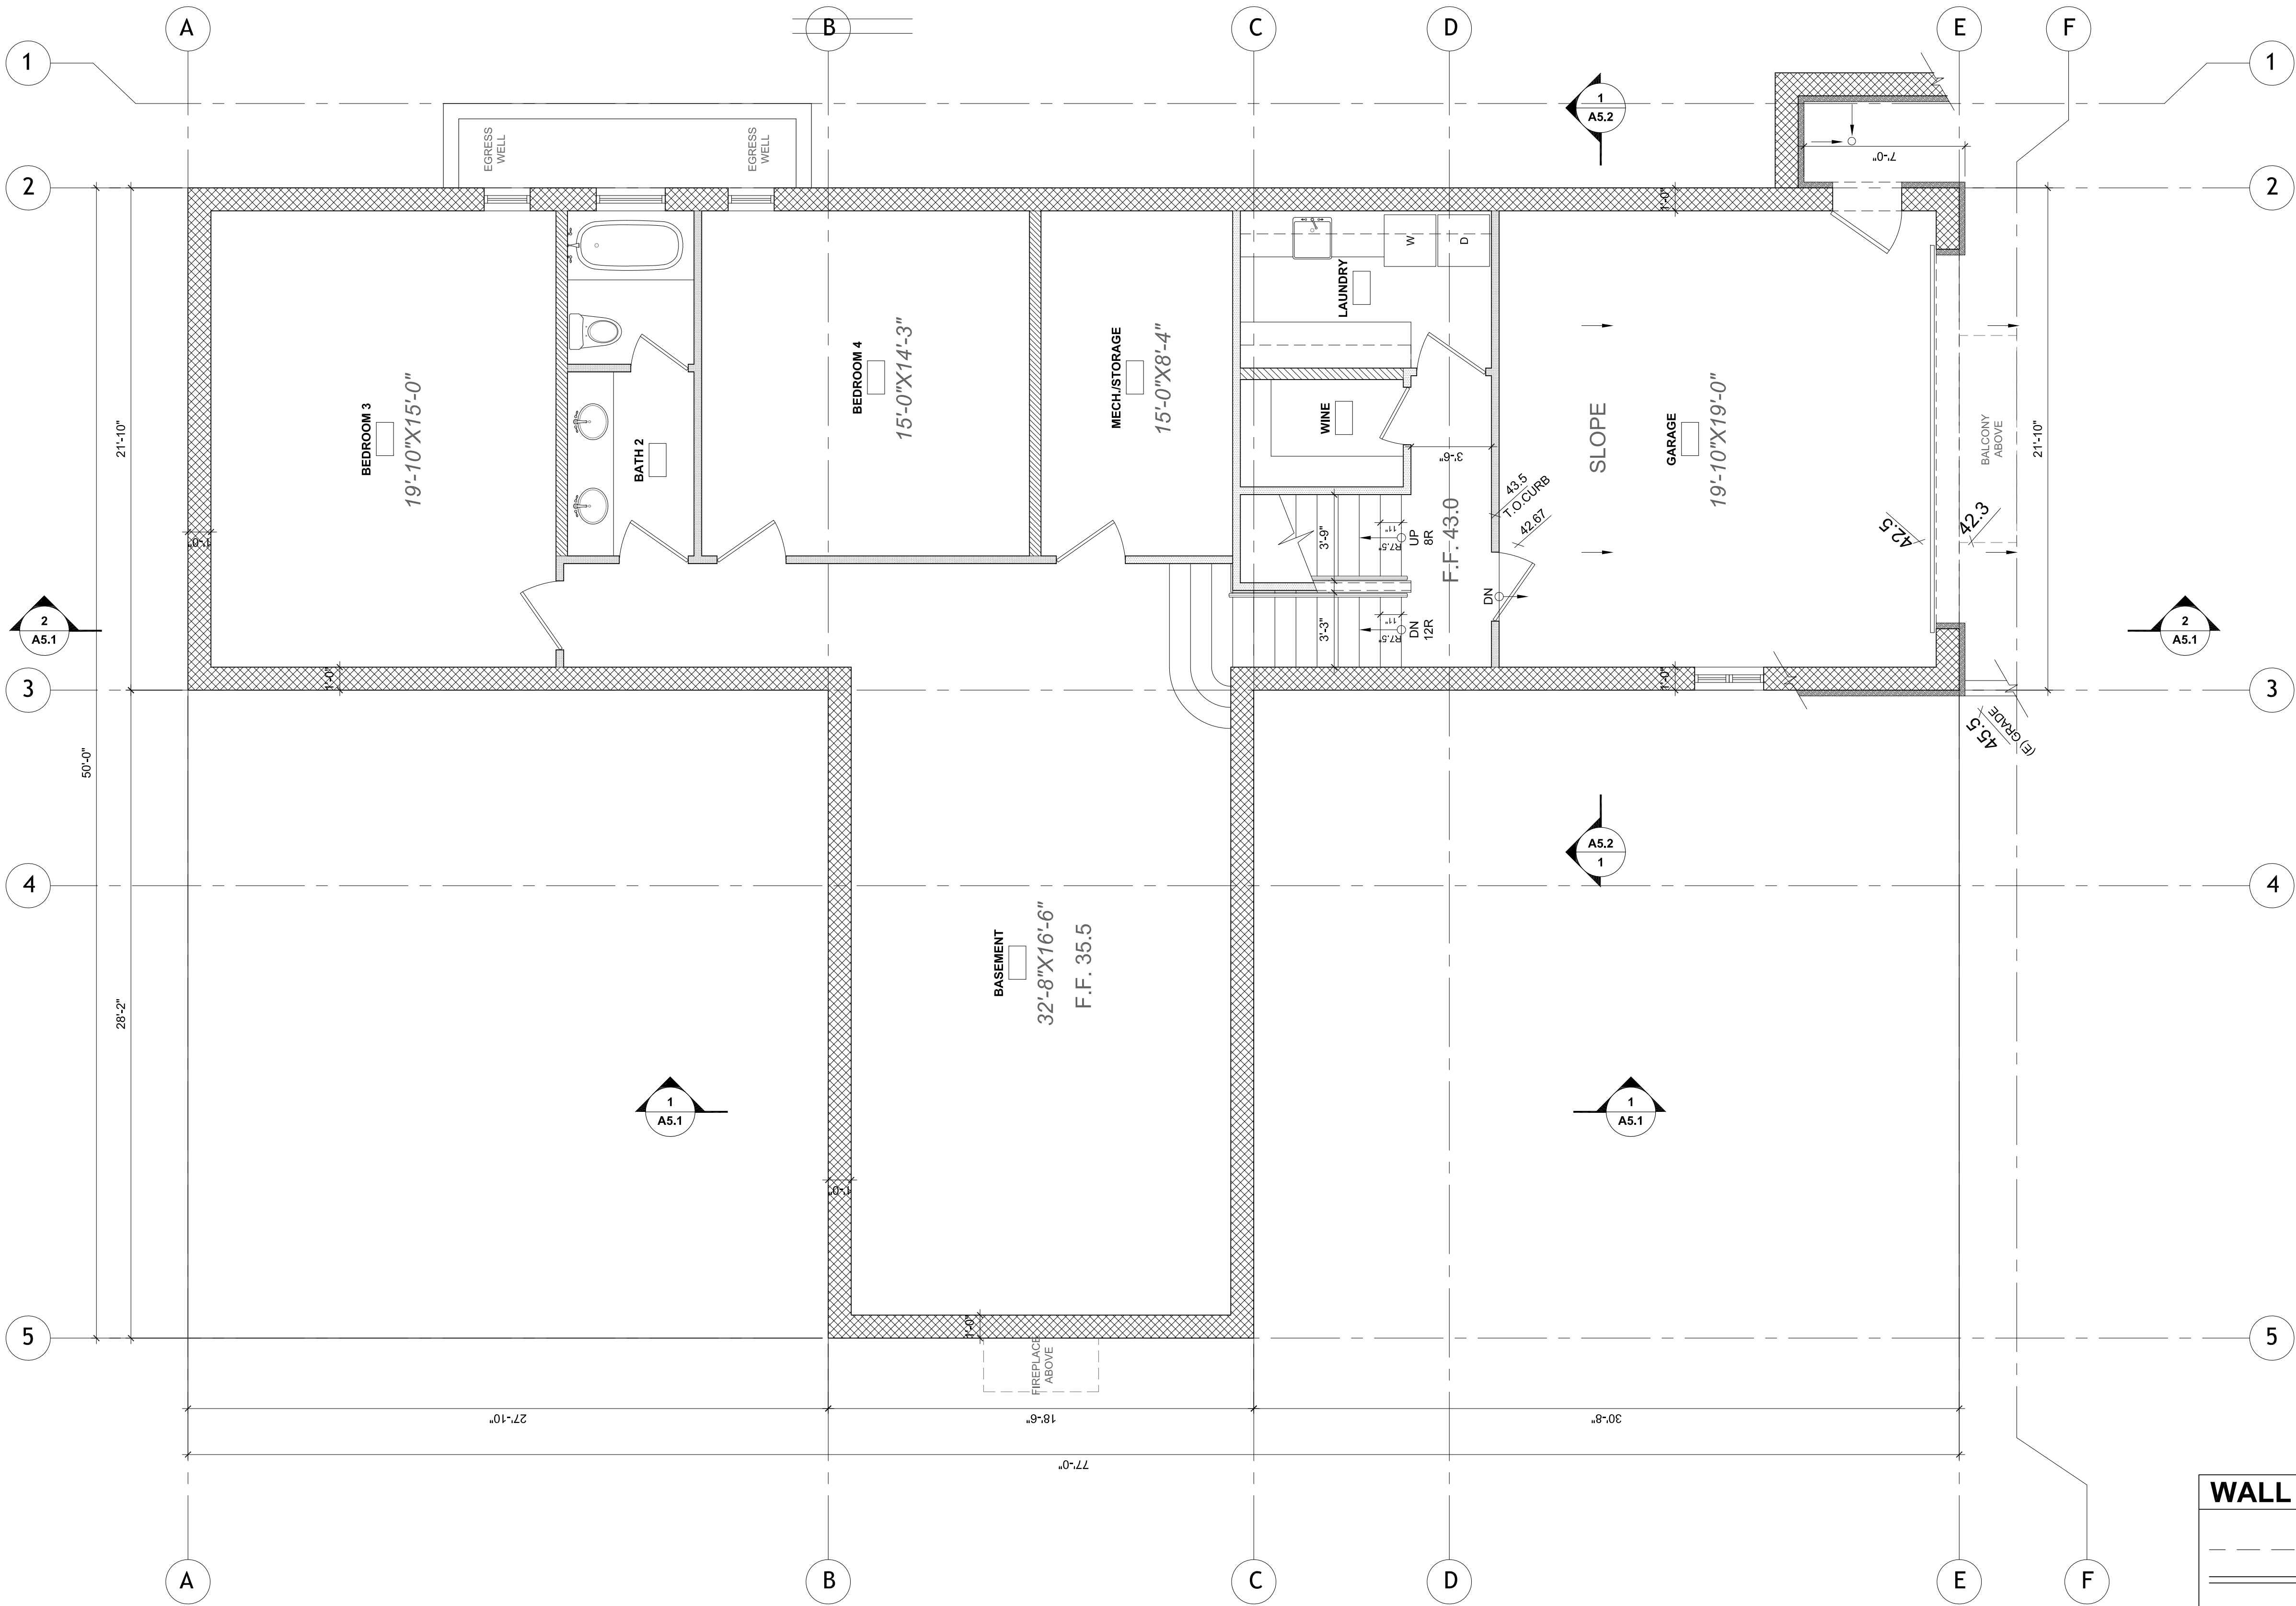 A
B
C
D
E
F
1
1
1
A5.2
EGRESS
WELL
EGRESS
WELL
7'-0"
2
2
1'-0"
W
D
LAUNDRY
BEDROOM 3
19'-10"X15'-0"
BATH 2
BEDROOM 4
15'-0"X14'-3"
MECH./STORAGE
15'-0"X8'-4"
WINE
3'-6"
SLOPE
GARAGE
19'-10"X19'-0"
BALCONY
ABOVE
21'-10"
21'-10"
43.5
T.O.CURB
42.67
42.5
42.3
F.F. 43.0
1'-0"
3'-9"
11"
R7.5"
UP
8R
DN
3'-3"
11"
R7.5"
DN
12R
2
A5.1
2
A5.1
3
1'-0"
1'-0"
3
45.5
(E) GRADE
50'-0"
A5.2
1
4
4
BASEMENT
32'-8"X16'-6"
F.F. 35.5
28'-2"
1
A5.1
1
A5.1
1'-0"
1'-0"
5
5
FIREPLACE
ABOVE
27'-10"
18'-6"
30'-8"
77'-0"
WALL
A
B
C
D
E
F